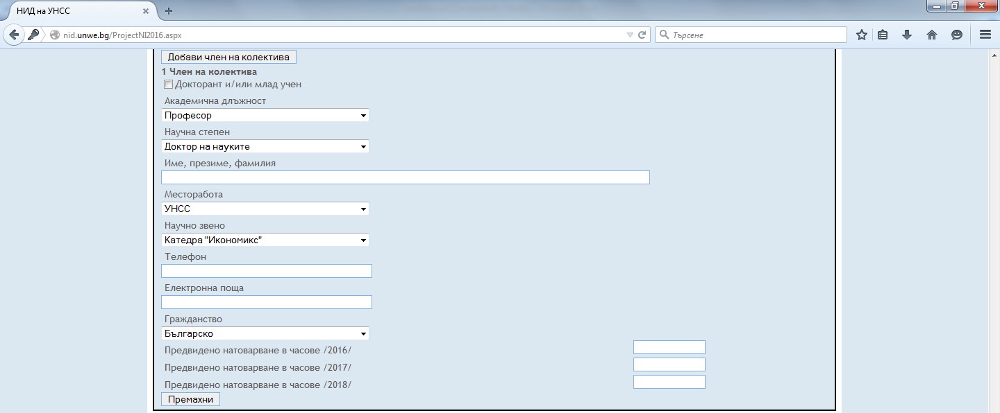 НИД на УНСС
nid.unwe.bg/ProjectNI2016.aspx
Търсене
Добави член на колектива
1 Член на колектива
Докторант и/или млад учен
Академична длъжност
Професор
Научна степен
Доктор на науките
Име, презиме, фамилия
Месторабота
УНСС
Научно звено
Катедра "Икономикс"
Телефон
Електронна поща
Гражданство
Българско
Предвидено натоварване в часове /2016/
Предвидено натоварване в часове /2017/
Предвидено натоварване в часове /2018/
Премахни